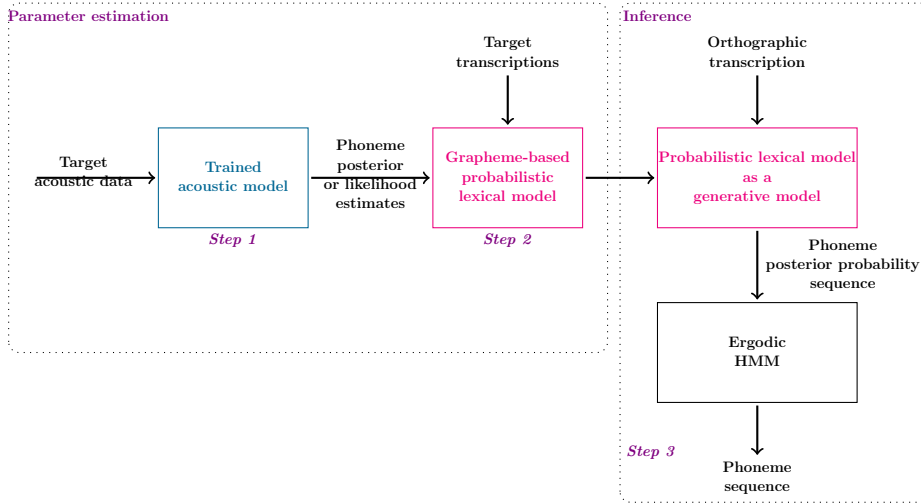 Parameter estimation
Target
transcriptions
Target
acoustic data
Trained
acoustic model
Step 1
Phoneme
posterior
or likelihood
estimates
Grapheme-based
probabilistic
lexical model
Step 2
Inference
Orthographic
transcription
Probabilistic lexical model
as a
generative model
Phoneme
posterior probability
sequence
Ergodic
HMM
Step 3
Phoneme
sequence